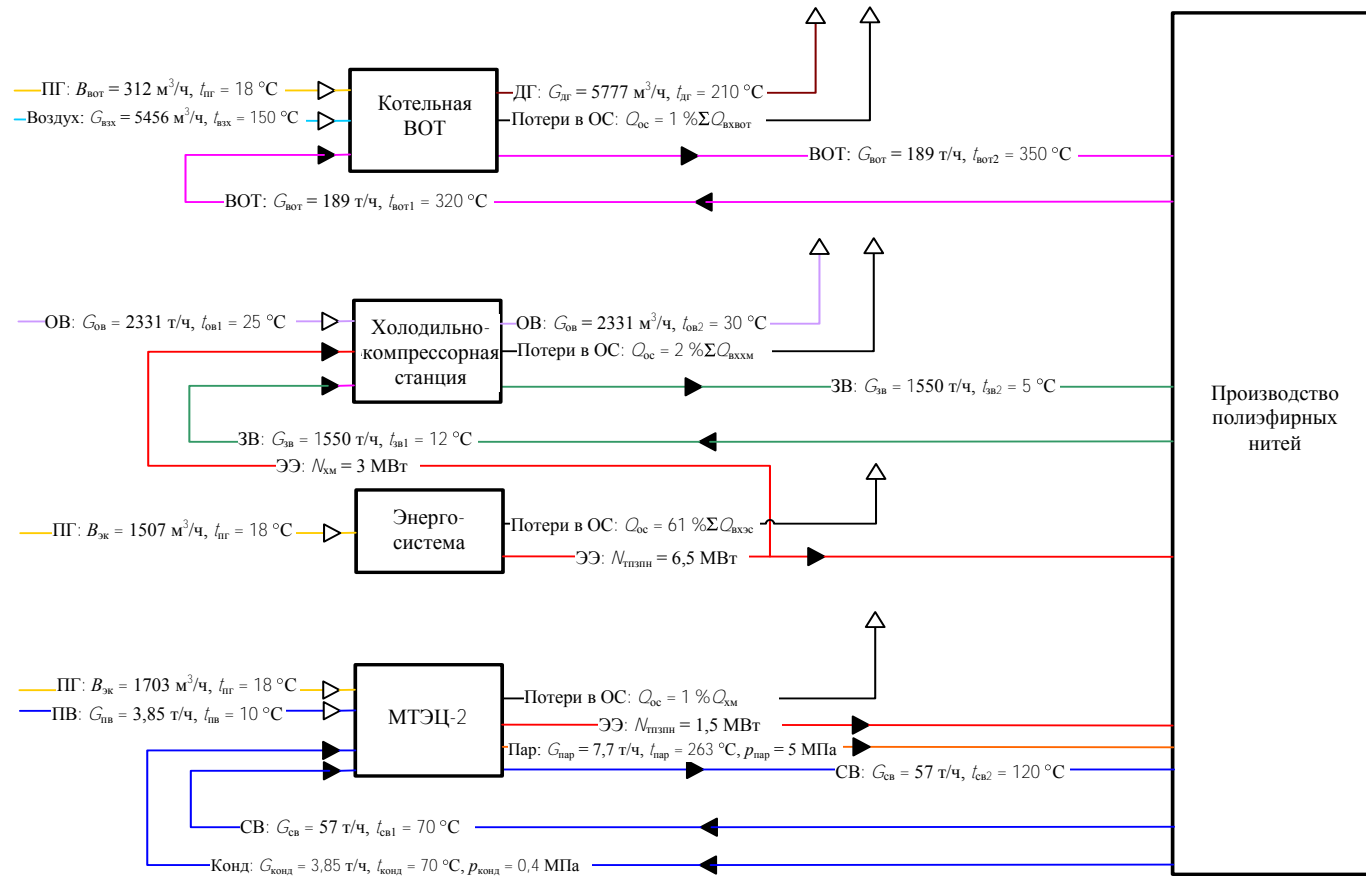 ПГ: Bвот = 312 м³/ч, tпг = 18 °C
Воздух: Gвзх = 5456 м³/ч, tвзх = 150 °C
Котельная
ВОТ
ДГ: Gдг = 5777 м³/ч, tдг = 210 °C
Потери в ОС: Qос = 1 %ΣQвхвот
ВОТ: Gвот = 189 т/ч, tвот2 = 350 °C
ВОТ: Gвот = 189 т/ч, tвот1 = 320 °C
ОВ: Gов = 2331 т/ч, tов1 = 25 °C
Холодильно-
компрессорная
станция
ОВ: Gов = 2331 м³/ч, tов2 = 30 °C
Потери в ОС: Qос = 2 %ΣQвххм
ЗВ: Gзв = 1550 т/ч, tзв2 = 5 °C
ЗВ: Gзв = 1550 т/ч, tзв1 = 12 °C
ЭЭ: Nхм = 3 МВт
Производство
полиэфирных
нитей
ПГ: Bэк = 1507 м³/ч, tпг = 18 °C
Энерго-
система
Потери в ОС: Qос = 61 %ΣQвхэс
ЭЭ: Nтпзпн = 6,5 МВт
ПГ: Bэк = 1703 м³/ч, tпг = 18 °C
ПВ: Gпв = 3,85 т/ч, tпв = 10 °C
МТЭЦ-2
Потери в ОС: Qос = 1 %Qхм
ЭЭ: Nтпзпн = 1,5 МВт
Пар: Gпар = 7,7 т/ч, tпар = 263 °C, pпар = 5 МПа
СВ: Gсв = 57 т/ч, tсв2 = 120 °C
СВ: Gсв = 57 т/ч, tсв1 = 70 °C
Конд: Gконд = 3,85 т/ч, tконд = 70 °C, pконд = 0,4 МПа